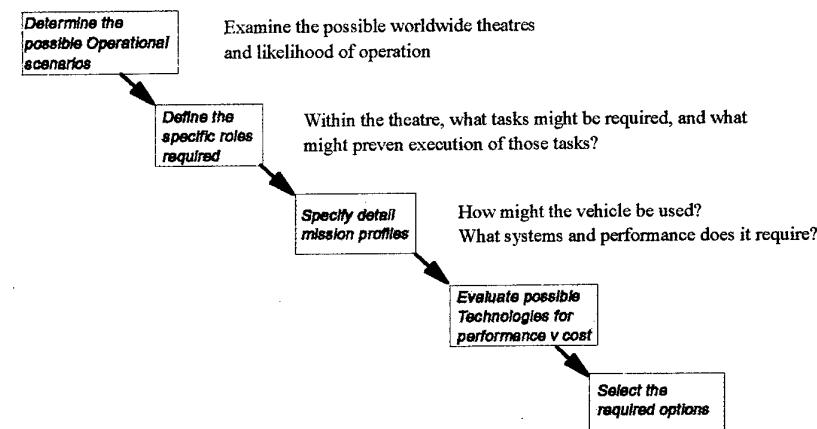 Determine the
possible Operational
scenarios
Examine the possible worldwide theatres
and likelihood of operation
Define the
specific roles
required
Within the theatre, what tasks might be required, and what
might preven execution of those tasks?
Specify detail
mission profiles
How might the vehicle be used?
What systems and performance does it require?
Evaluate possible
Technologies for
performance v cost
Select the
required options